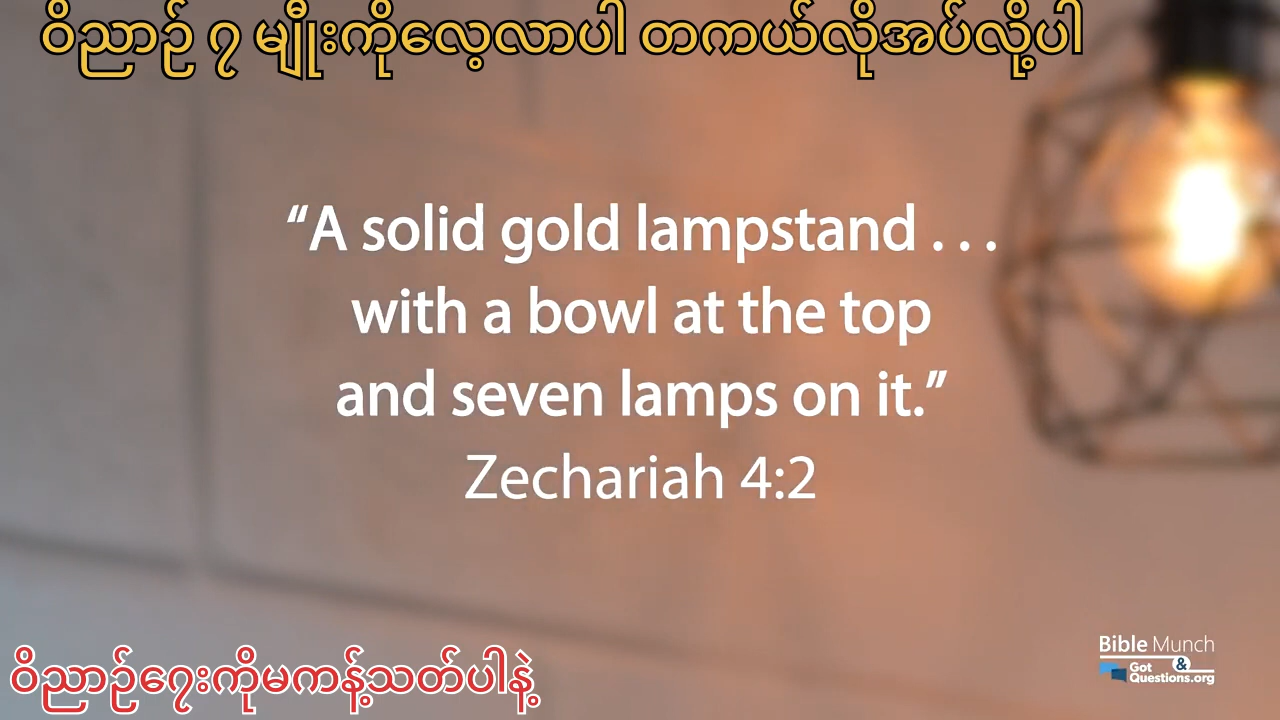 ဝိညာဉ် ၇ မျိုးကိုလေ့လာပါ တကယ်လိုအပ်လို့ပါ
“A solid gold lampstand . . .
with a bowl at the top
and seven lamps on it.”
Zechariah 4:2
Bible Munch
&
Got
Questions.org
ဝိညာဉ်ဂ္ဂေးကိုမကန့်သတ်ပါနဲ့